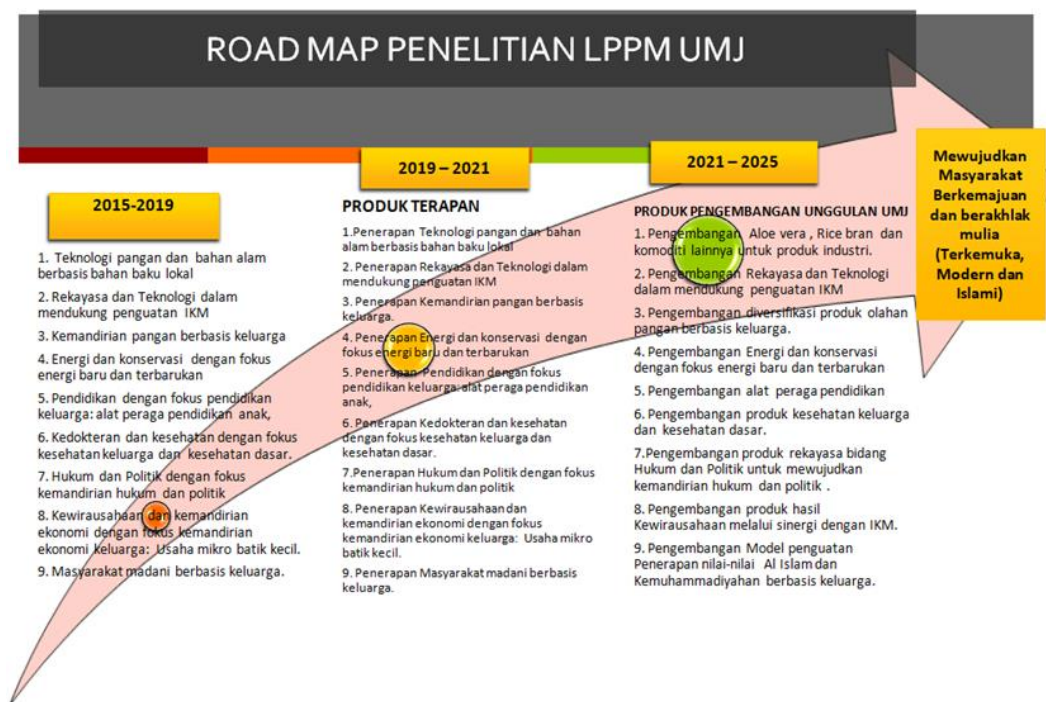 ROAD MAP PENELITIAN LPPM UMJ
2015-2019
1. Teknologi pangan dan bahan alam
berbasis bahan baku lokal
2. Rekayasa dan Teknologi dalam
mendukung penguatan IKM
3. Kemandirian pangan berbasis keluarga
4. Energi dan konservasi dengan fokus
energi baru dan terbarukan
5. Pendidikan dengan fokus pendidikan
keluarga: alat peraga pendidikan anak,
6. Kedokteran dan kesehatan dengan fokus
kesehatan keluarga dan kesehatan dasar.
7. Hukum dan Politik dengan fokus
kemandirian hukum dan politik
8. Kewirausahaan dan kemandirian
ekonomi dengan fokus kemandirian
ekonomi keluarga: Usaha mikro batik kecil.
9. Masyarakat madani berbasis keluarga.
2019 – 2021
PRODUK TERAPAN
1.Penerapan Teknologi pangan dan bahan
alam berbasis bahan baku lokal
2. Penerapan Rekayasa dan Teknologi dalam
mendukung penguatan IKM
3. Penerapan Kemandirian pangan berbasis
keluarga.
4. Penerapan Energi dan konservasi dengan
fokus energi baru dan terbarukan
5. Penerapan Pendidikan dengan fokus
pendidikan keluarga: alat peraga pendidikan
anak,
6. Penerapan Kedokteran dan kesehatan
dengan fokus kesehatan keluarga dan
kesehatan dasar.
7.Penerapan Hukum dan Politik dengan fokus
kemandirian hukum dan politik
8. Penerapan Kewirausahaan dan
kemandirian ekonomi dengan fokus
kemandirian ekonomi keluarga: Usaha mikro
batik kecil.
9. Penerapan Masyarakat madani berbasis
keluarga.
2021 – 2025
PRODUK PENGEMBANGAN UNGGULAN UMJ
1. Pengembangan Aloe vera , Rice bran dan
komoditi lainnya untuk produk industri.
2. Pengembangan Rekayasa dan Teknologi
dalam mendukung penguatan IKM
3. Pengembangan diversifikasi produk olahan
pangan berbasis keluarga.
4. Pengembangan Energi dan konservasi
dengan fokus energi baru dan terbarukan
5. Pengembangan alat peraga pendidikan
6. Pengembangan produk kesehatan keluarga
dan kesehatan dasar.
7.Pengembangan produk rekayasa bidang
Hukum dan Politik untuk mewujudkan
kemandirian hukum dan politik .
8. Pengembangan produk hasil
Kewirausahaan melalui sinergi dengan IKM.
9. Pengembangan Model penguatan
Penerapan nilai-nilai Al Islam dan
Kemuhammadiyahan berbasis keluarga.
Mewujudkan
Masyarakat
Berkemajuan
dan berakhlak
mulia
(Terkemuka,
Modern dan
Islami)